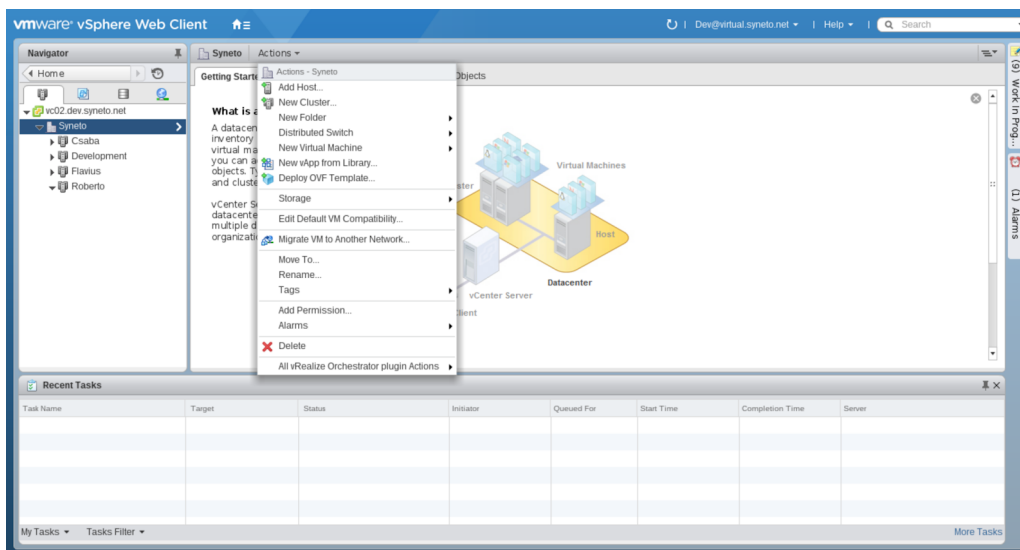 vmware® vSphere Web Client
Dev@virtual.syneto.net
Help
Search
Navigator
Home
vc02.dev.syneto.net
Syneto
Csaba
Development
Flavius
Roberto
Syneto
Actions
Getting Starte
Objects
What is a
A datacen
inventory
virtual ma
you can a
objects. Ty
and cluste
vCenter S
datacente
multiple d
organizati
Actions - Syneto
Add Host...
New Cluster...
New Folder
Distributed Switch
New Virtual Machine
New vApp from Library...
Deploy OVF Template...
Storage
Edit Default VM Compatibility...
Migrate VM to Another Network...
Move To...
Rename...
Tags
Add Permission...
Alarms
Delete
All vRealize Orchestrator plugin Actions
Virtual Machines
ster
Host
Datacenter
vCenter Server
Client
(9) Work In Prog...
(1) Alarms
Recent Tasks
Task Name Target Status Initiator Queued For Start Time Completion Time Server
My Tasks Tasks Filter More Tasks